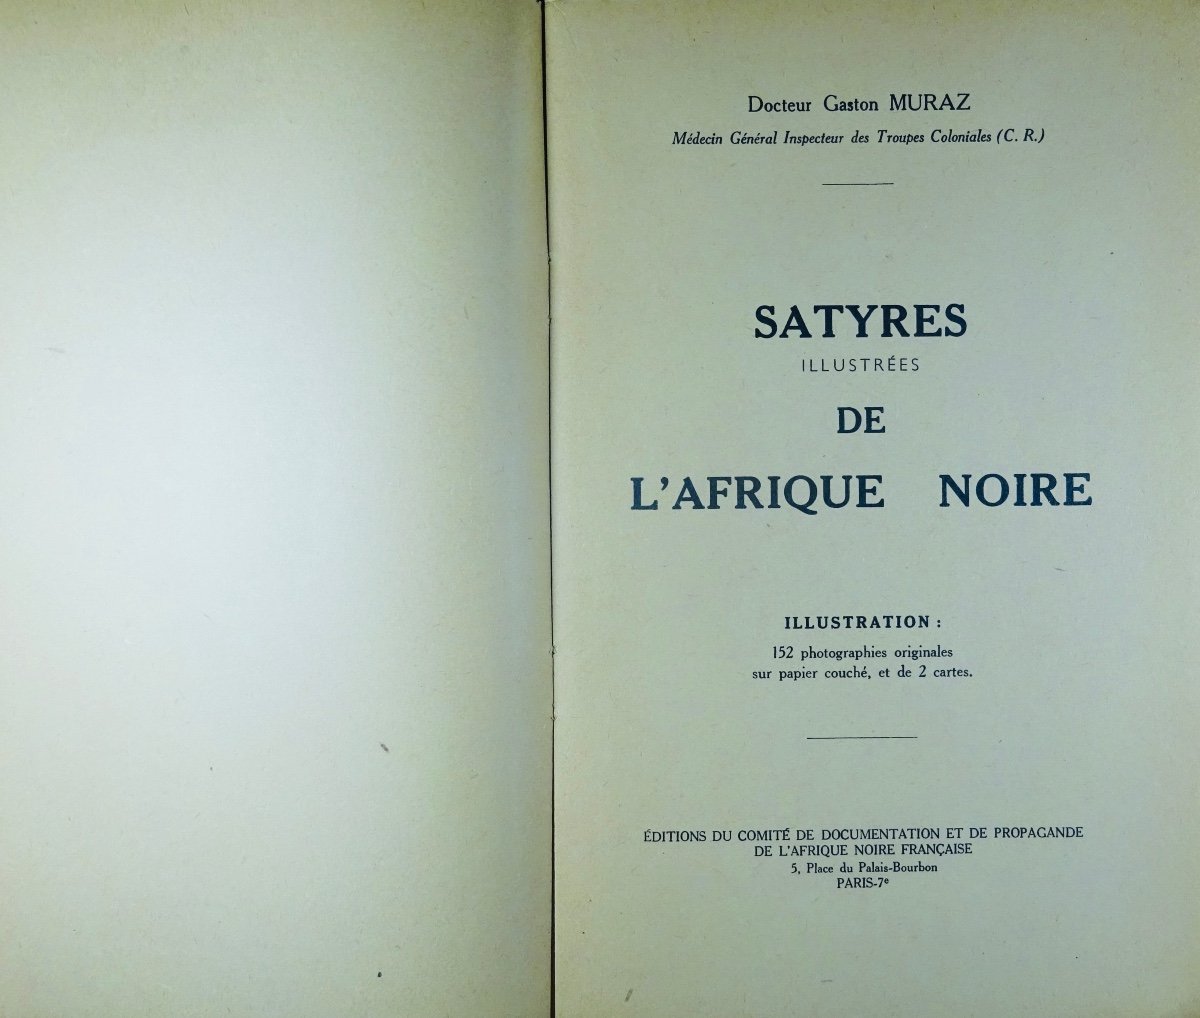 Docteur Gaston MURAZ
Médecin Général Inspecteur des Troupes Coloniales (C. R.)
SATYRES
ILLUSTRÉES
DE
L'AFRIQUE NOIRE
ILLUSTRATION :
152 photographies originales
sur papier couché, et de 2 cartes.
ÉDITIONS DU COMITÉ DE DOCUMENTATION ET DE PROPAGANDE
DE L'AFRIQUE NOIRE FRANÇAISE
5, Place du Palais-Bourbon
PARIS-7e